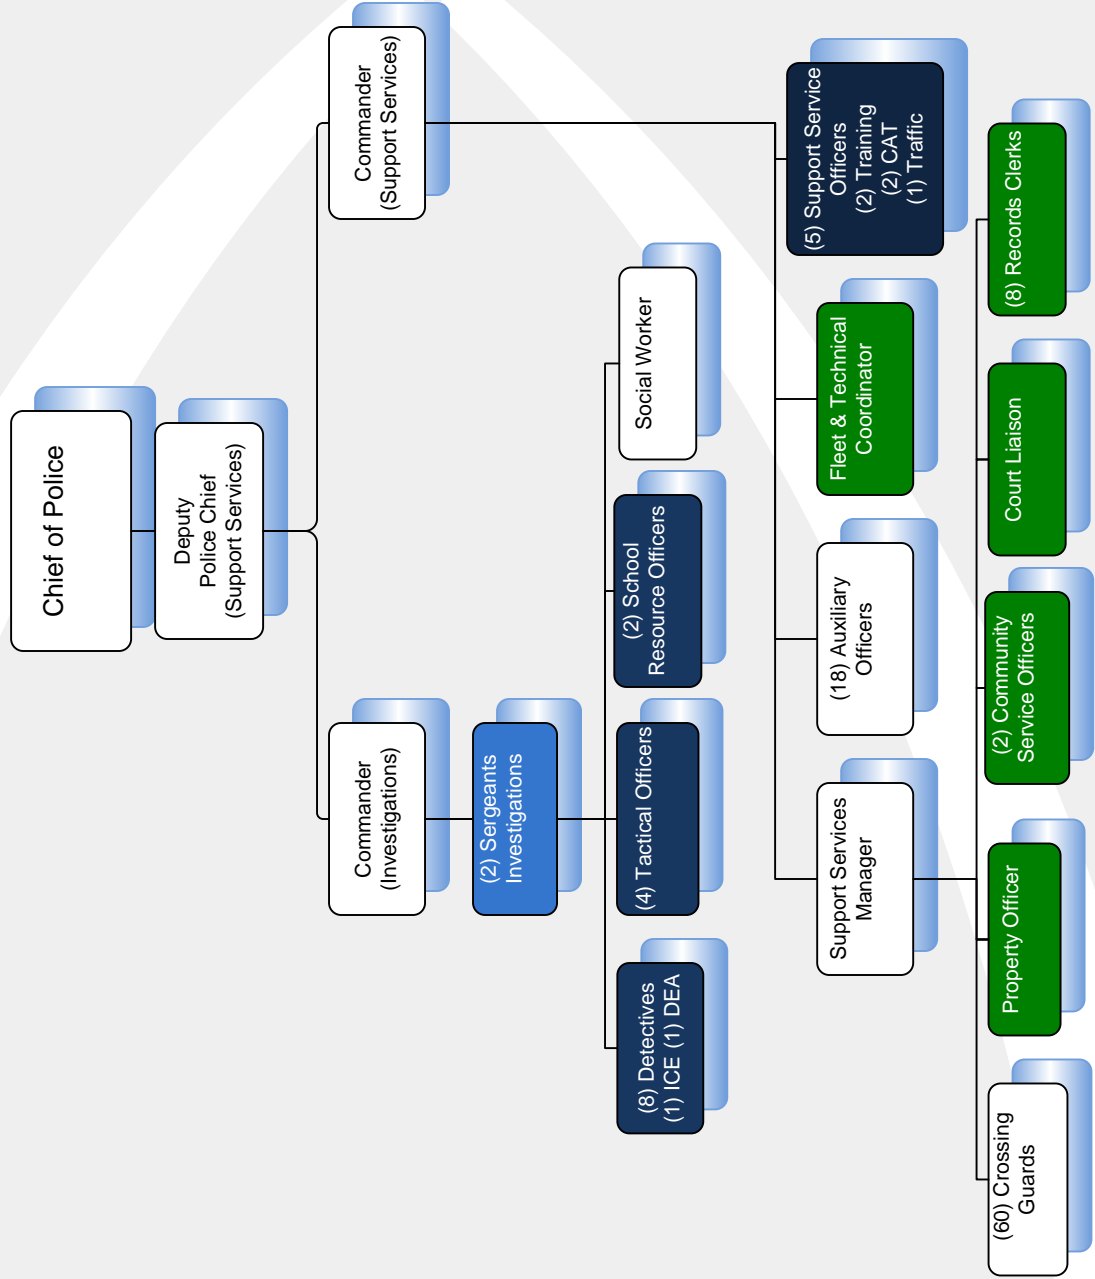 Chief of Police
Deputy
Police Chief
(Support Services)
Commander
(Investigations)
Commander
(Support Services)
(2) Sergeants
Investigations
(8) Detectives
(1) ICE (1) DEA
(4) Tactical Officers
(2) School
Resource Officers
Social Worker
Support Services
Manager
(18) Auxiliary
Officers
Fleet & Technical
Coordinator
(5) Support Service
Officers
(2) Training
(2) CAT
(1) Traffic
(60) Crossing
Guards
Property Officer
(2) Community
Service Officers
Court Liaison
(8) Records Clerks